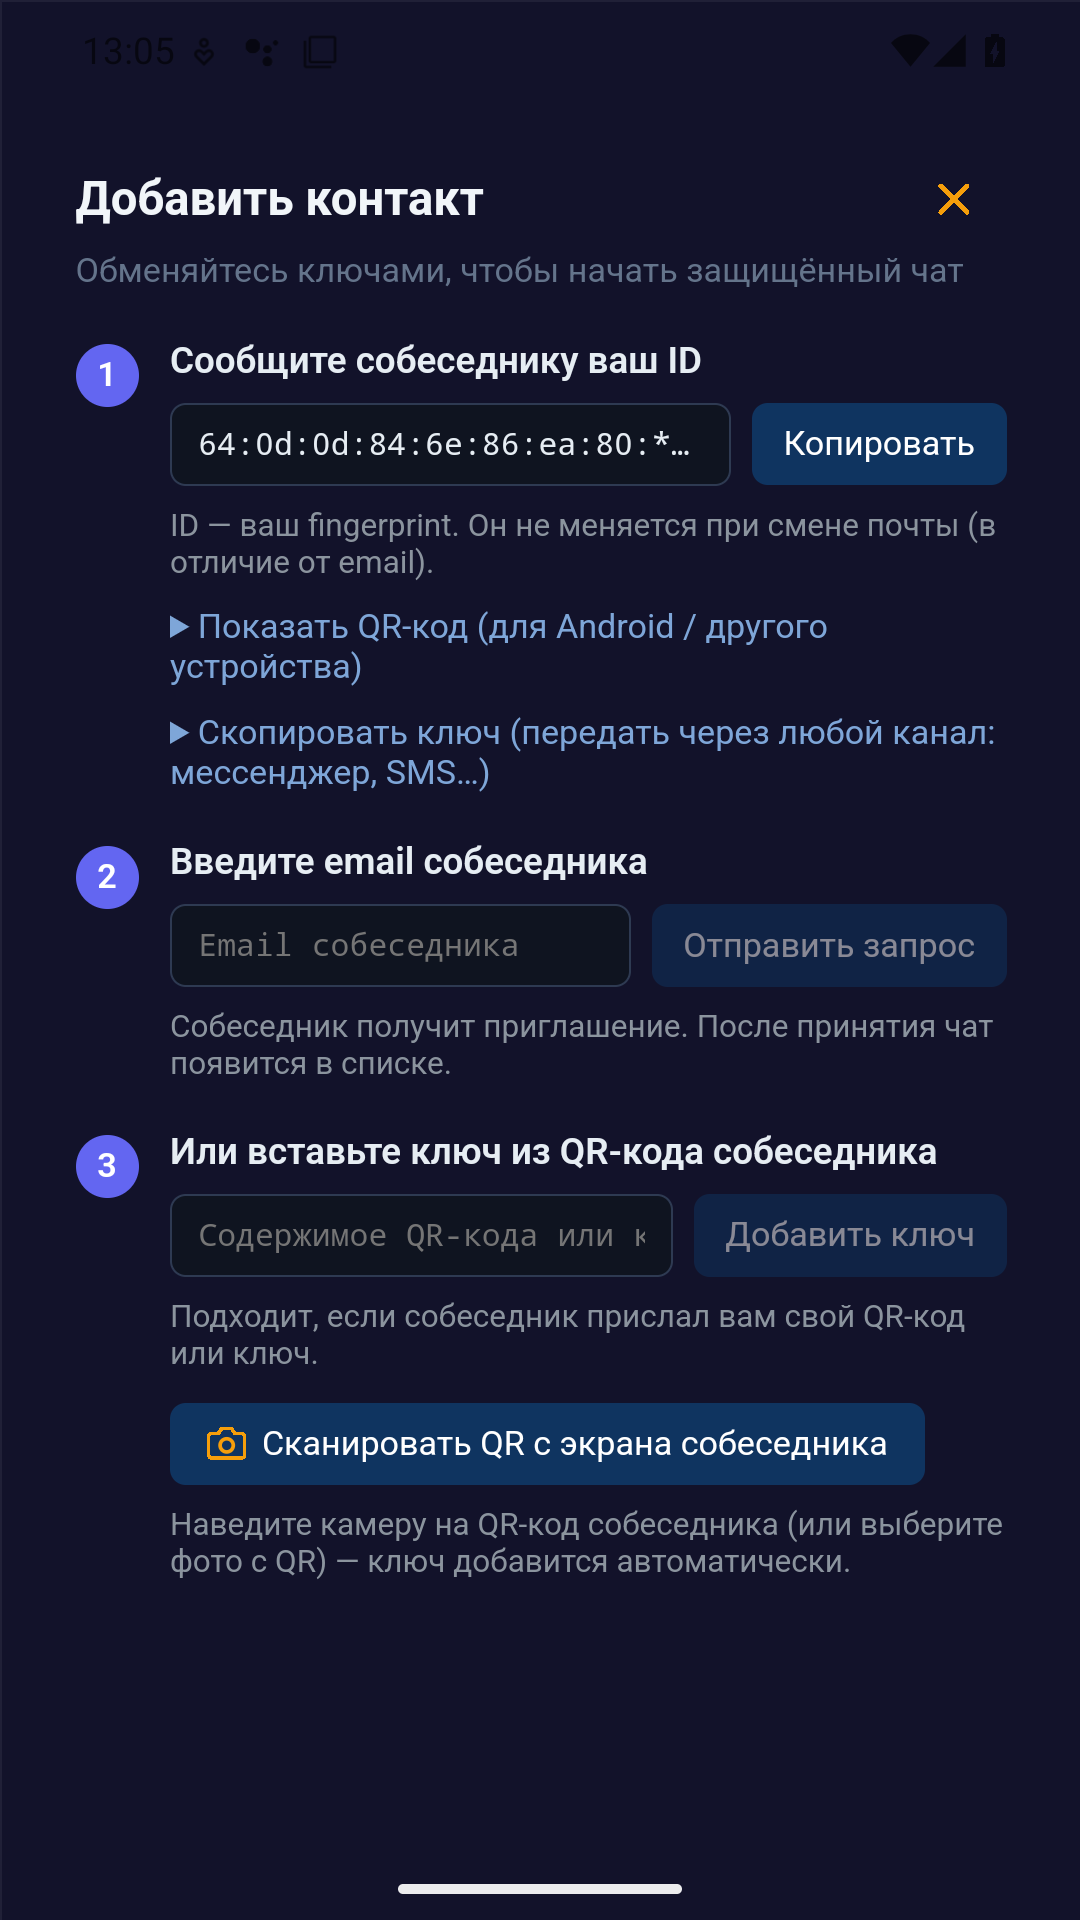 13:05
Добавить контакт
Обменяйтесь ключами, чтобы начать защищённый чат
1
Сообщите собеседнику ваш ID
64:0d:0d:84:6e:86:ea:80:*…
Копировать
ID — ваш fingerprint. Он не меняется при смене почты (в
отличие от email).
▶ Показать QR-код (для Android / другого
устройства)
▶ Скопировать ключ (передать через любой канал:
мессенджер, SMS…)
2
Введите email собеседника
Email собеседника
Отправить запрос
Собеседник получит приглашение. После принятия чат
появится в списке.
3
Или вставьте ключ из QR-кода собеседника
Содержимое QR-кода или к
Добавить ключ
Подходит, если собеседник прислал вам свой QR-код
или ключ.
Сканировать QR с экрана собеседника
Наведите камеру на QR-код собеседника (или выберите
фото с QR) — ключ добавится автоматически.